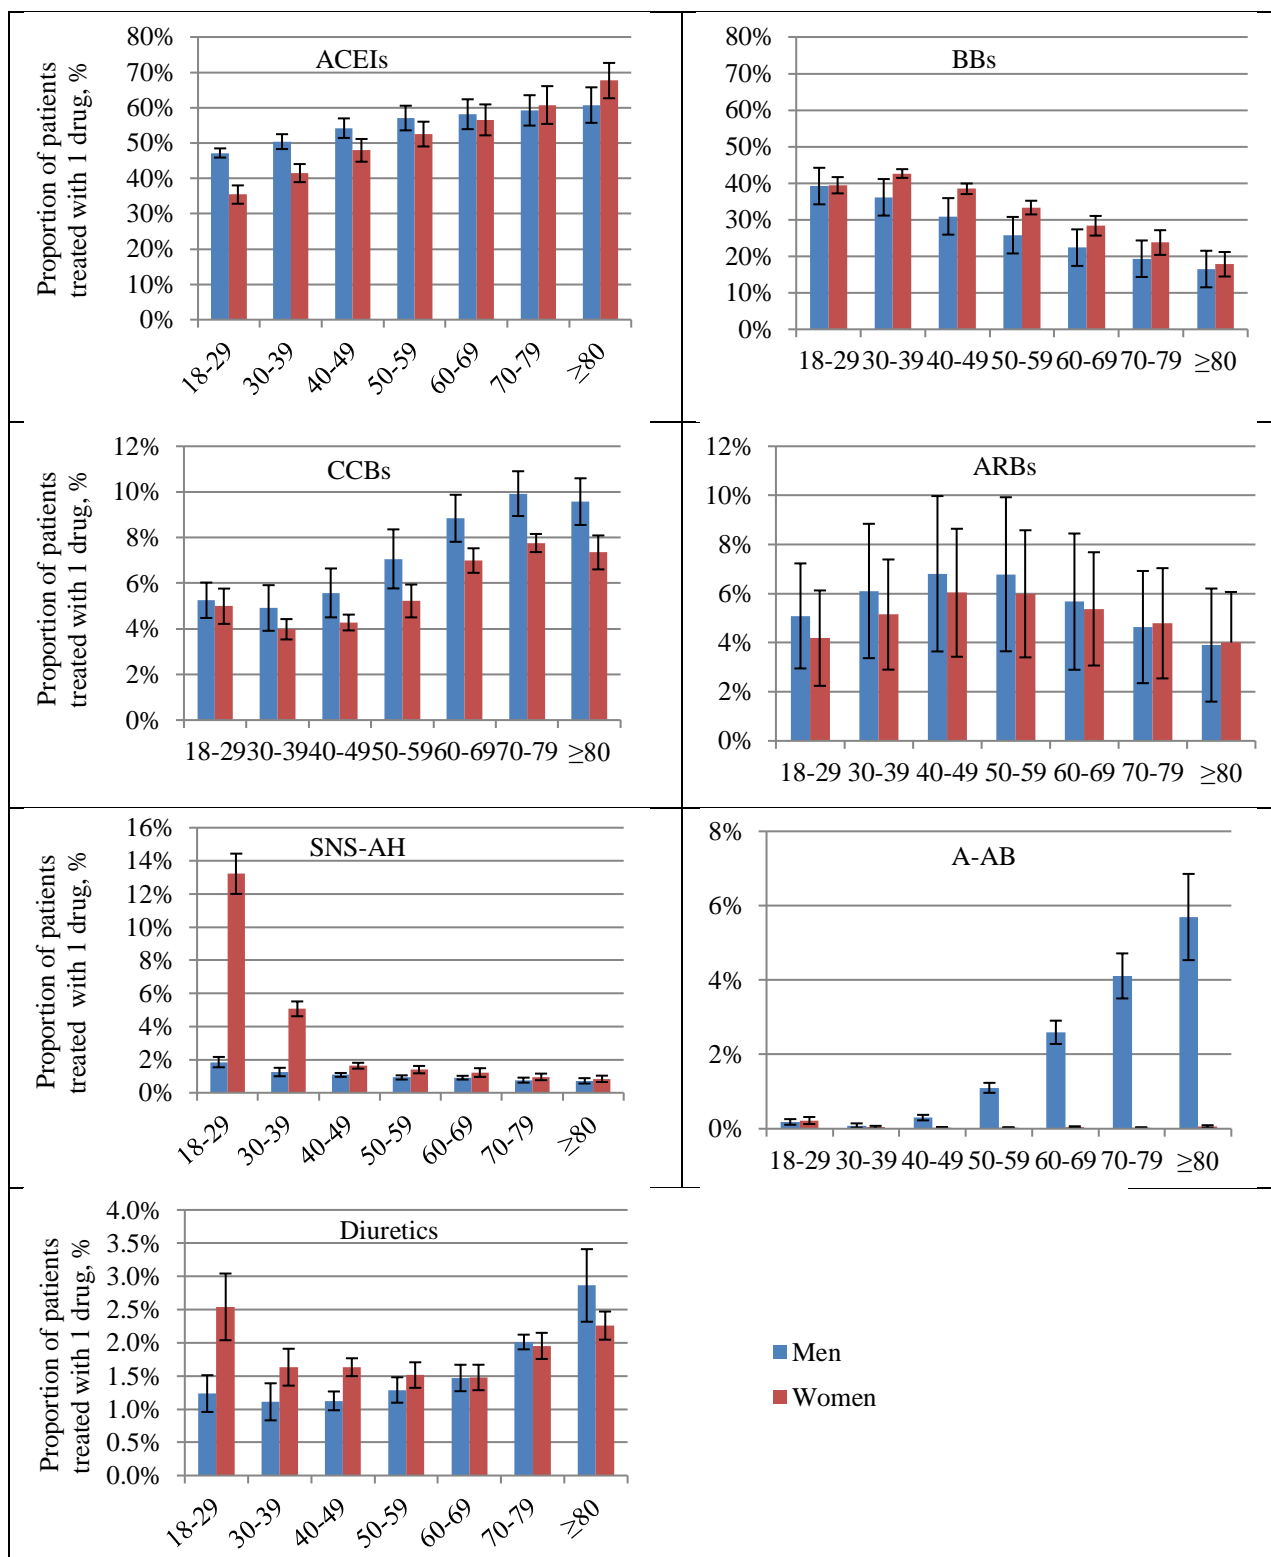 ACEIs
Proportion of patients
treated with 1 drug, %
80%
70%
60%
50%
40%
30%
20%
10%
0%
18-29 30-39 40-49 50-59 60-69 70-79 ≥80
BBs
80%
70%
60%
50%
40%
30%
20%
10%
0%
18-29 30-39 40-49 50-59 60-69 70-79 ≥80
CCBs
Proportion of patients
treated with 1 drug, %
12%
10%
8%
6%
4%
2%
0%
18-29 30-39 40-49 50-59 60-69 70-79 ≥80
ARBs
12%
10%
8%
6%
4%
2%
0%
18-29 30-39 40-49 50-59 60-69 70-79 ≥80
SNS-AH
Proportion of patients
treated with 1 drug, %
16%
14%
12%
10%
8%
6%
4%
2%
0%
18-29 30-39 40-49 50-59 60-69 70-79 ≥80
A-AB
8%
6%
4%
2%
0%
18-29 30-39 40-49 50-59 60-69 70-79 ≥80
Diuretics
Proportion of patients
treated with 1 drug, %
4.0%
3.5%
3.0%
2.5%
2.0%
1.5%
1.0%
0.5%
0.0%
18-29 30-39 40-49 50-59 60-69 70-79 ≥80
Men
Women